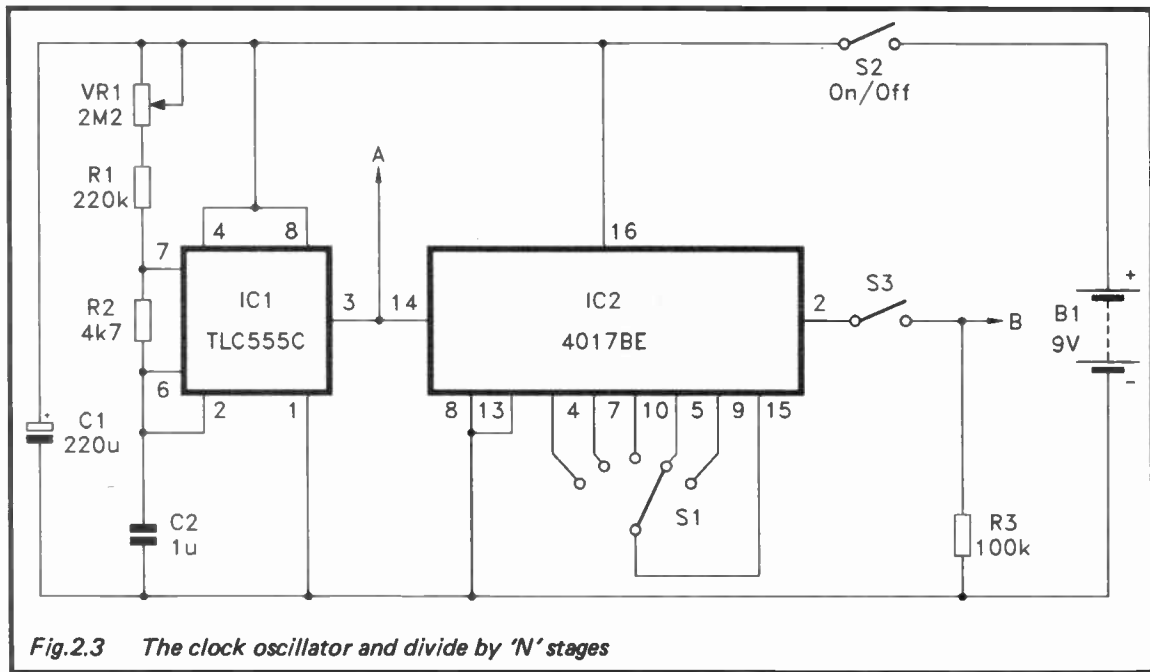 S2
On/Off
VR1
2M2
A
R1
220k
4 8
16
7
IC1
3 14
IC2
2
S3
B
+
B1
R2
4k7
TLC555C
4017BE
9V
-
6
2 1
8 13 4 7 10 5 9 15
+
C1
220u
S1
C2
1u
R3
100k
Fig.2.3 The clock oscillator and divide by 'N' stages